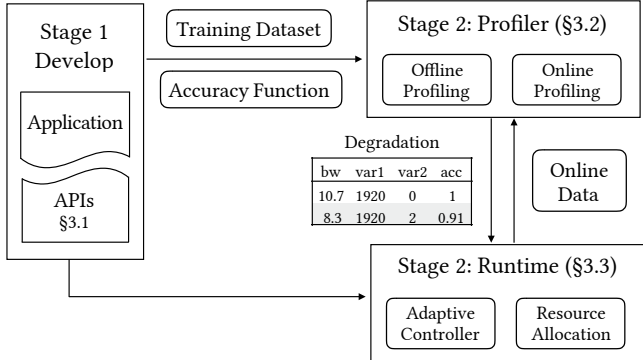 Stage 1
Develop
Application
APIs
§3.1
Training Dataset
Accuracy Function
Stage 2: Profiler (§3.2)
Offline
Profiling
Online
Profiling
Degradation
bw var1 var2 acc
10.7 1920 0 1
8.3 1920 2 0.91
Online
Data
Stage 2: Runtime (§3.3)
Adaptive
Controller
Resource
Allocation